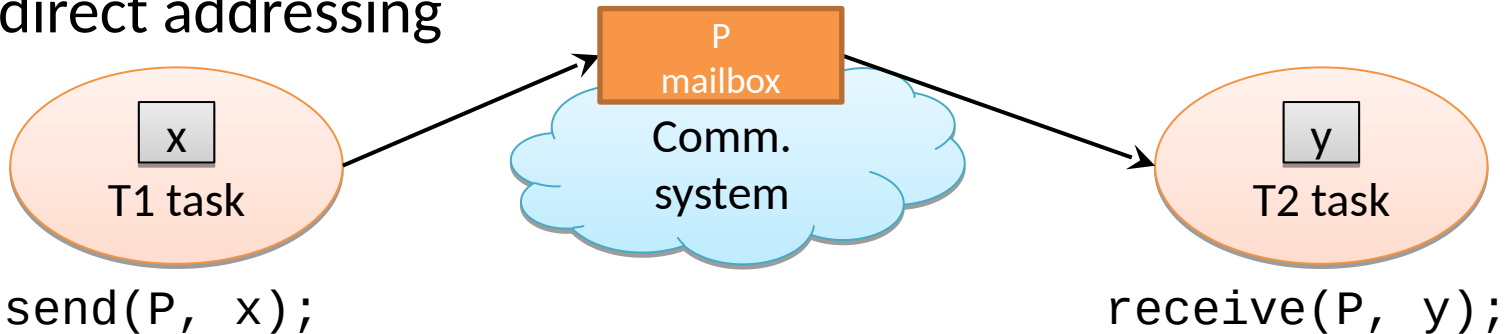 direct addressing
P
mailbox
x
T1 task
Comm.
system
y
T2 task
send(P, x);
receive(P, y);